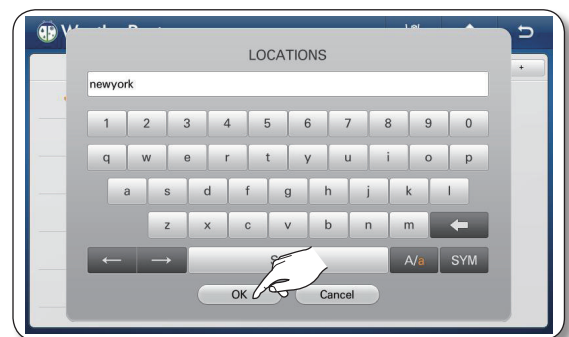 LOCATIONS
+
newyork
1 2 3 4 5 6 7 8 9 0
q w e r t y u i o p
a s d f g h j k l
z x c v b n m
← → A/a SYM
OK Cancel